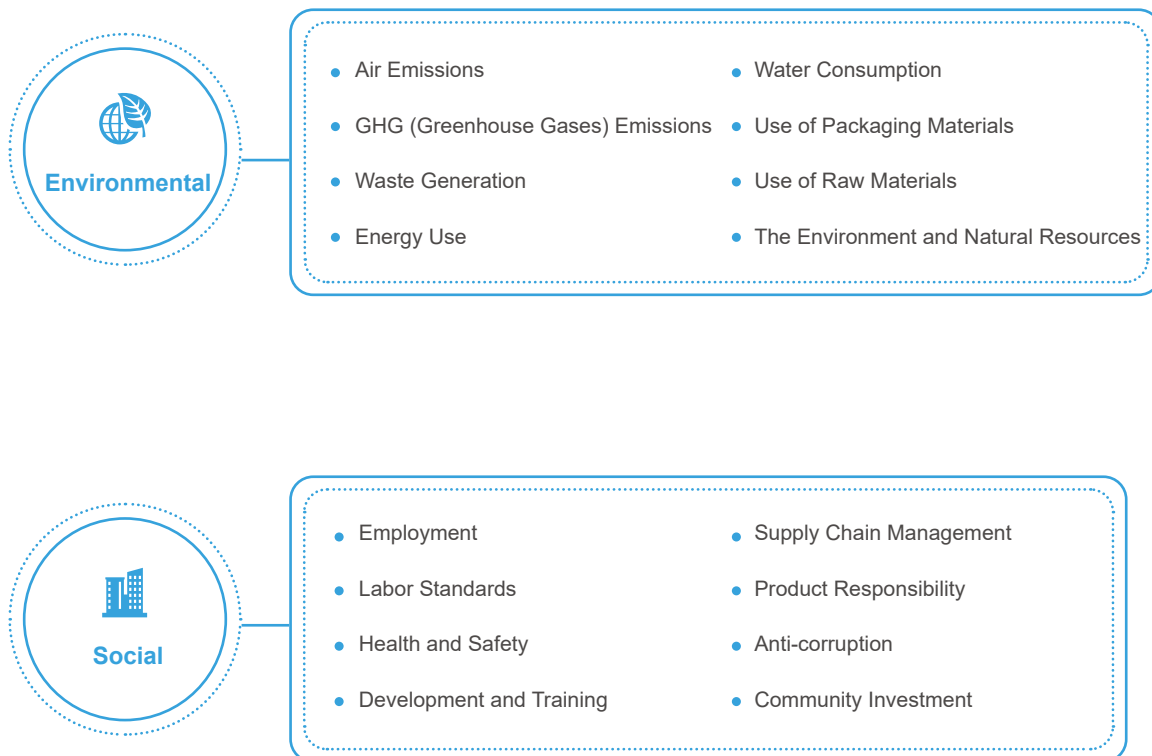 Environmental
Air Emissions
GHG (Greenhouse Gases) Emissions
Waste Generation
Energy Use
Water Consumption
Use of Packaging Materials
Use of Raw Materials
The Environment and Natural Resources
Social
Employment
Labor Standards
Health and Safety
Development and Training
Supply Chain Management
Product Responsibility
Anti-corruption
Community Investment